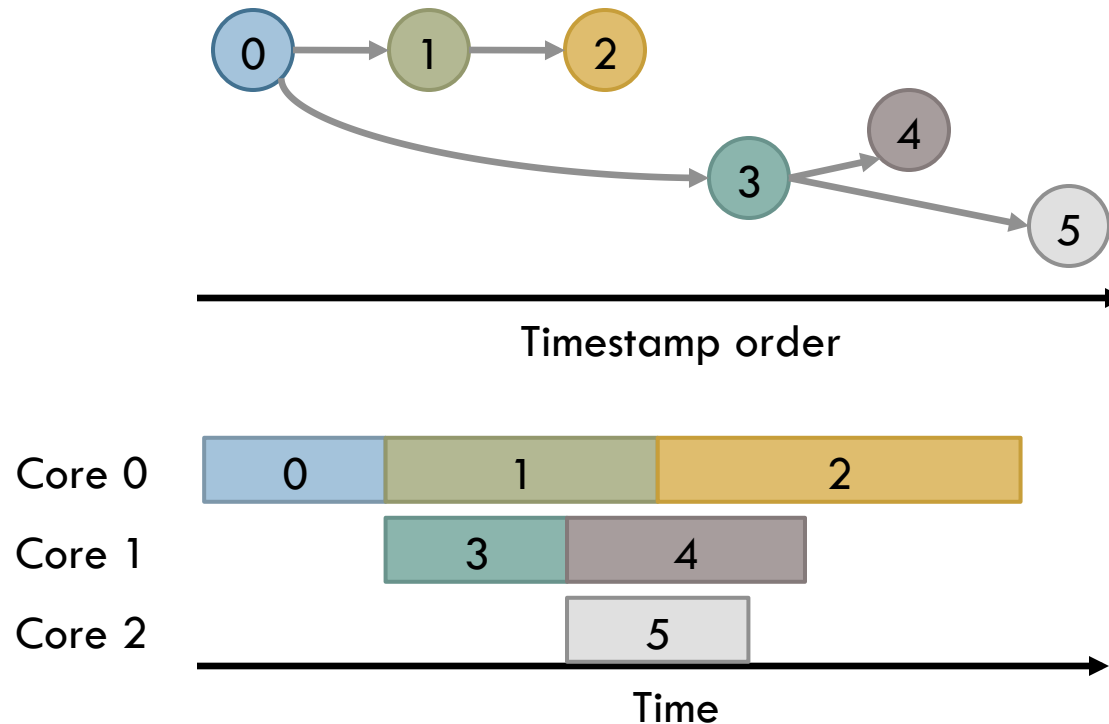 0 1 2
4
3
5
Timestamp order
Core 0 0 1 2
Core 1 3 4
Core 2 5
Time